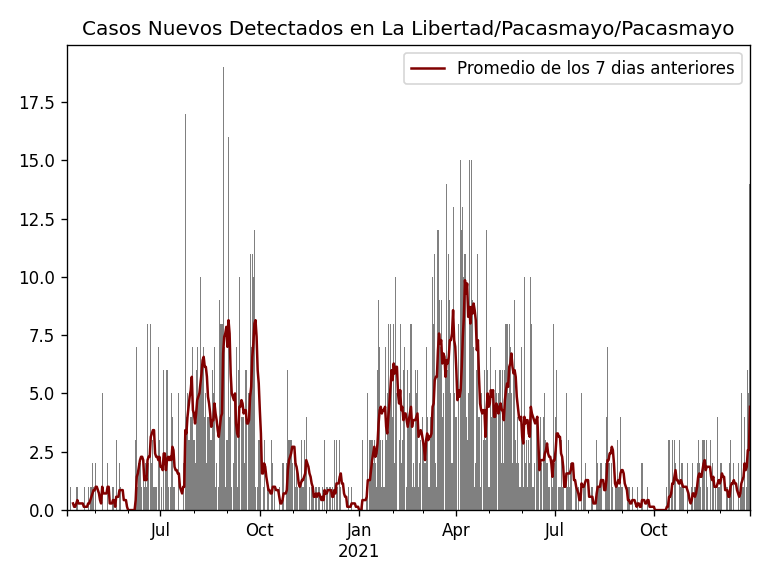 Casos Nuevos Detectados en La Libertad/Pacasmayo/Pacasmayo
Promedio de los 7 dias anteriores
17.5
15.0
12.5
10.0
7.5
5.0
2.5
0.0
Jul
Oct
Jan
2021
Apr
Jul
Oct